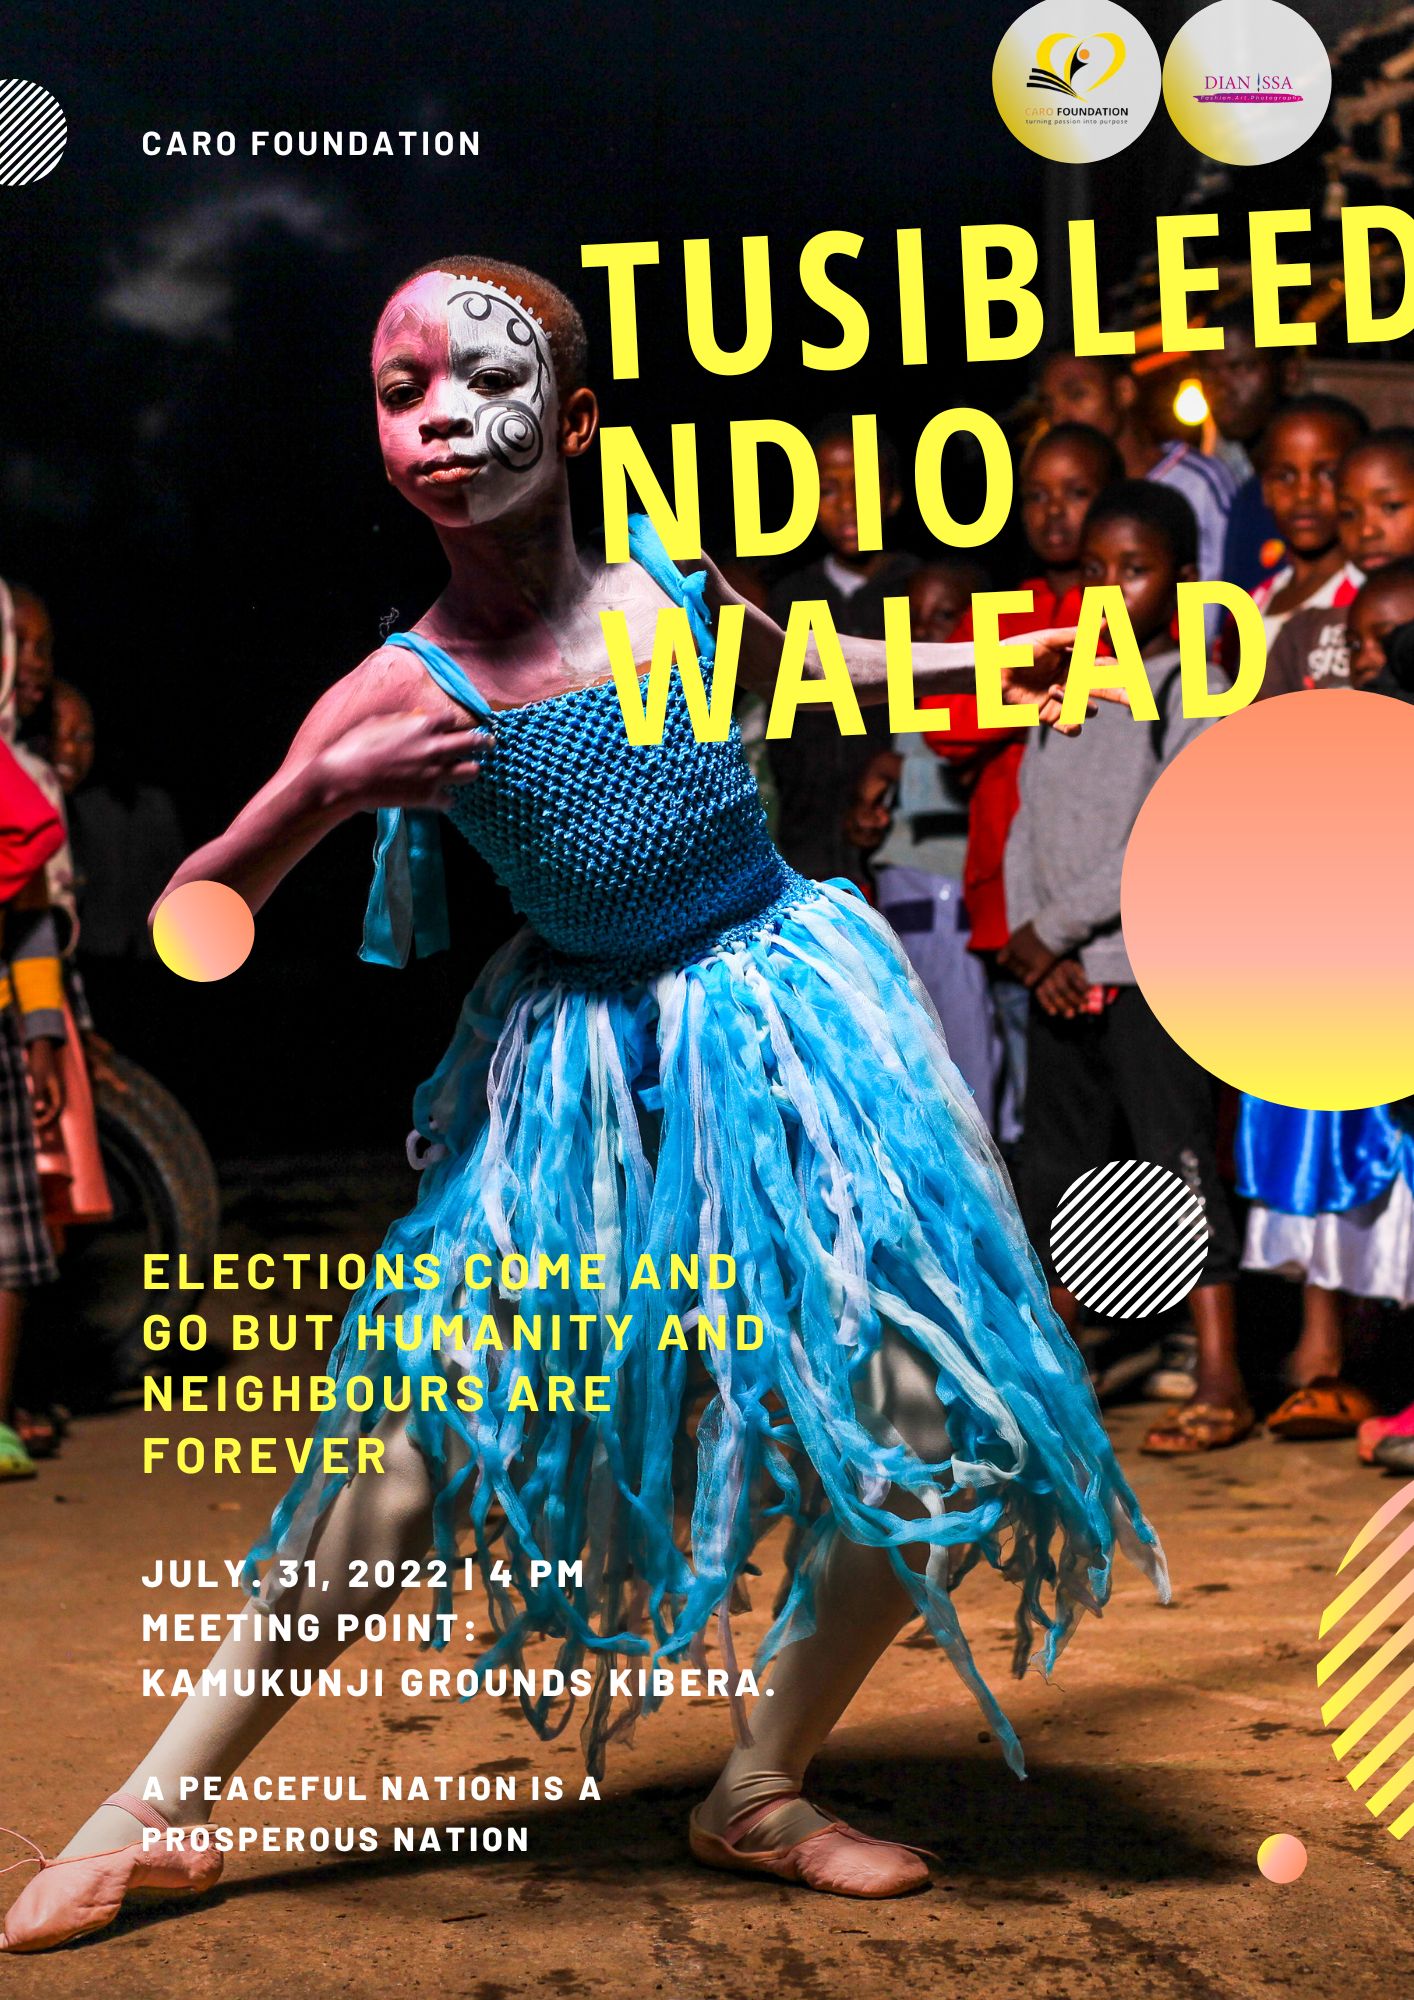 CARO FOUNDATION
turning passion into purpose
DIAN ISSA
Fashion.Art.Photography
CARO FOUNDATION
TUSIBLEED
NDIO
WALEAD
ELECTIONS COME AND
GO BUT HUMANITY AND
NEIGHBOURS ARE
FOREVER
JULY. 31, 2022 | 4 PM
MEETING POINT:
KAMUKUNJI GROUNDS KIBERA.
A PEACEFUL NATION IS A
PROSPEROUS NATION